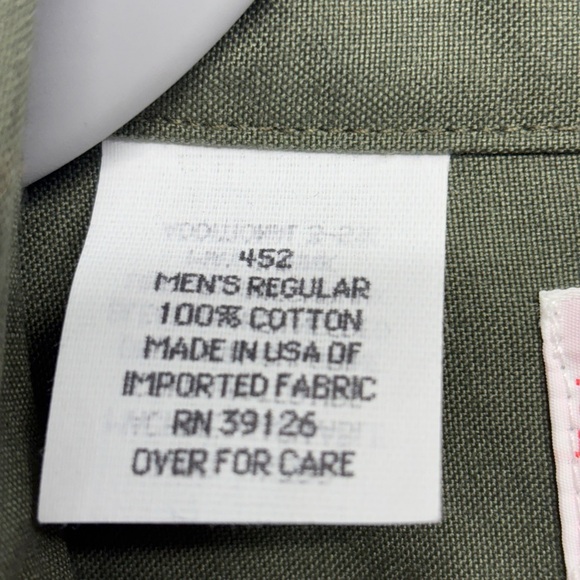 452
MEN'S REGULAR
100% COTTON
MADE IN USA OF
IMPORTED FABRIC
RN 39126
OVER FOR CARE